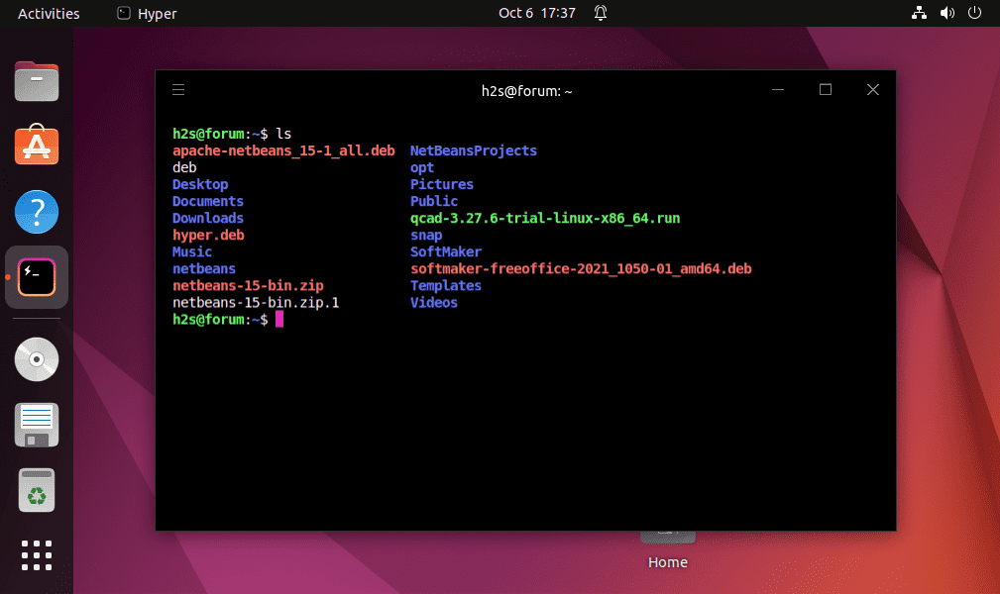 Activities Hyper Oct 6 17:37
h2s@forum: ~
h2s@forum:~$ ls
apache-netbeans_15-1_all.deb NetBeansProjects
deb opt
Desktop Pictures
Documents Public
Downloads qcad-3.27.6-trial-linux-x86_64.run
hyper.deb snap
Music SoftMaker
netbeans softmaker-freeoffice-2021_1050-01_amd64.deb
netbeans-15-bin.zip Templates
netbeans-15-bin.zip.1 Videos
h2s@forum:~$
Home